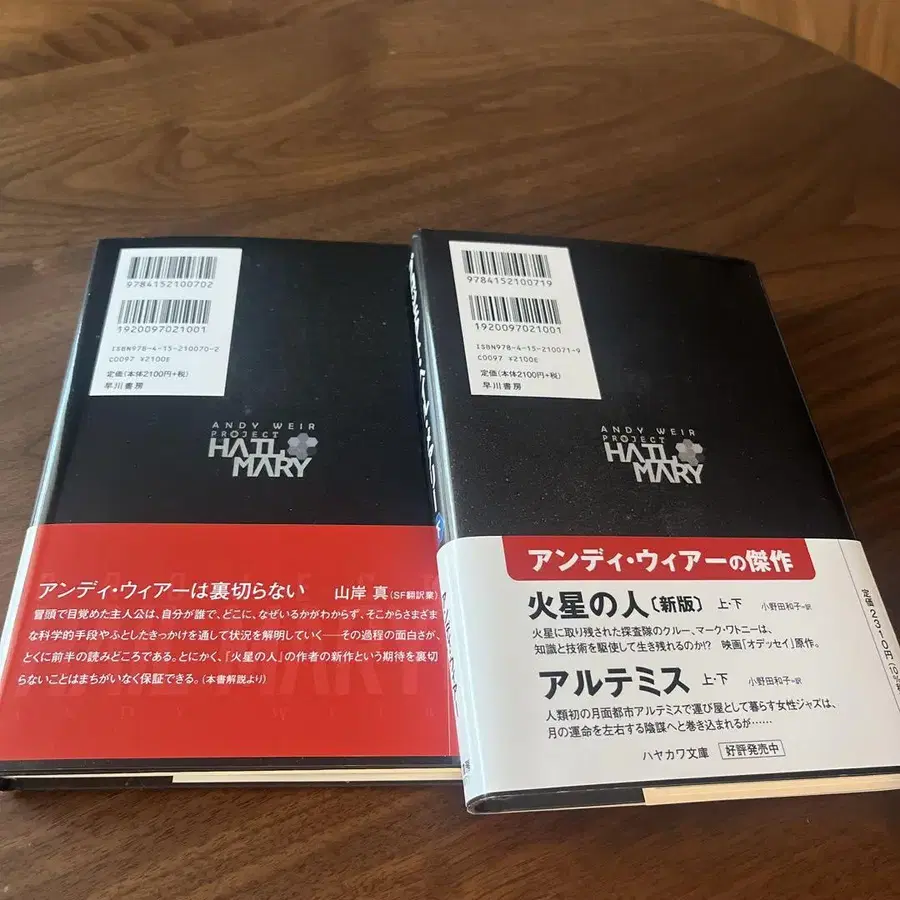 9784152100702
1920097021001
ISBN978-4-15-210070-2
C0097 ¥2100E
定価(本体2100円+税)
早川書房
ANDY WEIR
PROJECT
HAIL
MARY
アンディ・ウィアーは裏切らない 山岸 真(SF翻訳業)
冒頭で目覚めた主人公は、自分が誰で、どこに、なぜいるかがわからず、そこからさまざま
な科学的手段やふとしたきっかけを通して状況を解明していく――その過程の面白さが、
とくに前半の読みどころである。とにかく、『火星の人』の作者の新作という期待を裏切
らないことはまちがいなく保証できる。(本書解説より)
ANDY WEIR
9784152100719
1920097021001
ISBN978-4-15-210071-9
C0097 ¥2100E
定価(本体2100円+税)
早川書房
ANDY WEIR
PROJECT
HAIL
MARY
アンディ・ウィアーの傑作
火星の人〔新版〕 上・下 小野田和子=訳
火星に取り残された探査隊のクルー、マーク・ワトニーは、
知識と技術を駆使して生き残れるのか!? 映画「オデッセイ」原作。
アルテミス 上・下 小野田和子=訳
人類初の月面都市アルテミスで運び屋として暮らす女性ジャズは、
月の運命を左右する陰謀へと巻き込まれるが……
ハヤカワ文庫 好評発売中
定価2310円